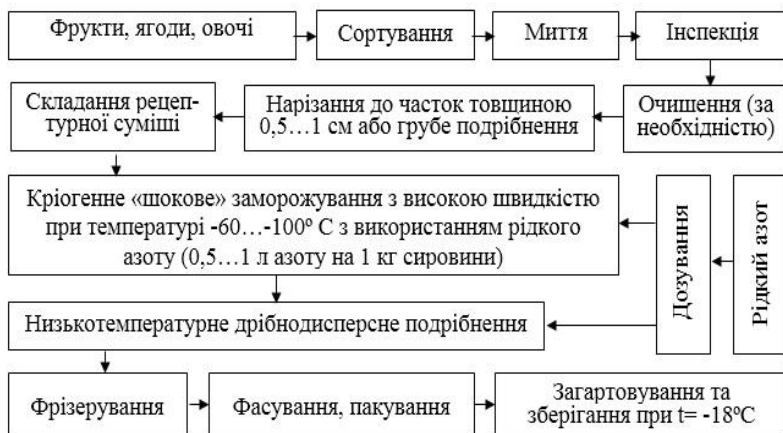 Фрукти, ягоди, овочі
Сортування
Миття
Інспекція
Складання рецеп-
турної суміші
Нарізання до часток товщиною
0,5…1 см або грубе подрібнення
Очишення (за
необхідністю)
Кріогенне «шокове» заморожування з високою швидкістю
при температурі -60…-100º С з використанням рідкого
азоту (0,5…1 л азоту на 1 кг сировини)
Дозування
Рідкий азот
Низькотемпературне дрібнодисперсне подрібнення
Фрізерування
Фасування, пакування
Загартовування та
зберігання при t= -18ºС